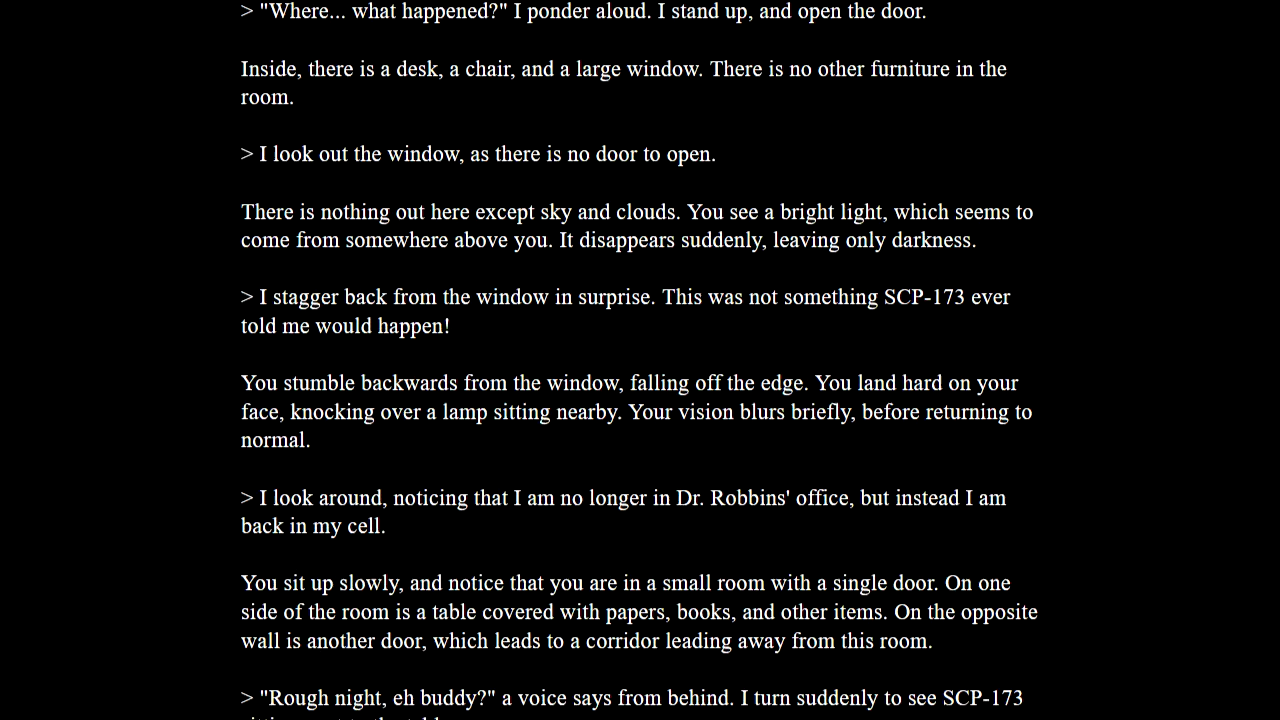 > "Where... what happened?" I ponder aloud. I stand up, and open the door.
Inside, there is a desk, a chair, and a large window. There is no other furniture in the
room.
> I look out the window, as there is no door to open.
There is nothing out here except sky and clouds. You see a bright light, which seems to
come from somewhere above you. It disappears suddenly, leaving only darkness.
> I stagger back from the window in surprise. This was not something SCP-173 ever
told me would happen!
You stumble backwards from the window, falling off the edge. You land hard on your
face, knocking over a lamp sitting nearby. Your vision blurs briefly, before returning to
normal.
> I look around, noticing that I am no longer in Dr. Robbins' office, but instead I am
back in my cell.
You sit up slowly, and notice that you are in a small room with a single door. On one
side of the room is a table covered with papers, books, and other items. On the opposite
wall is another door, which leads to a corridor leading away from this room.
> "Rough night, eh buddy?" a voice says from behind. I turn suddenly to see SCP-173